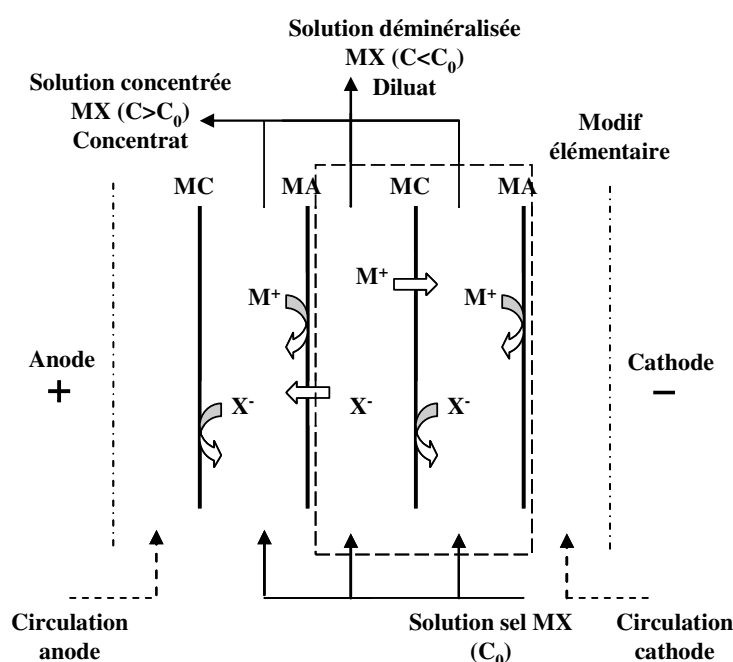 Solution déminéralisée
MX (C<C0)
Diluat
Solution concentrée
MX (C>C0)
Concentrat
Modif
élémentaire
MC
MA
MC
MA
M+
M+
M+
Anode
+
Cathode
−
X-
X-
X-
Circulation
anode
Solution sel MX
(C0)
Circulation
cathode